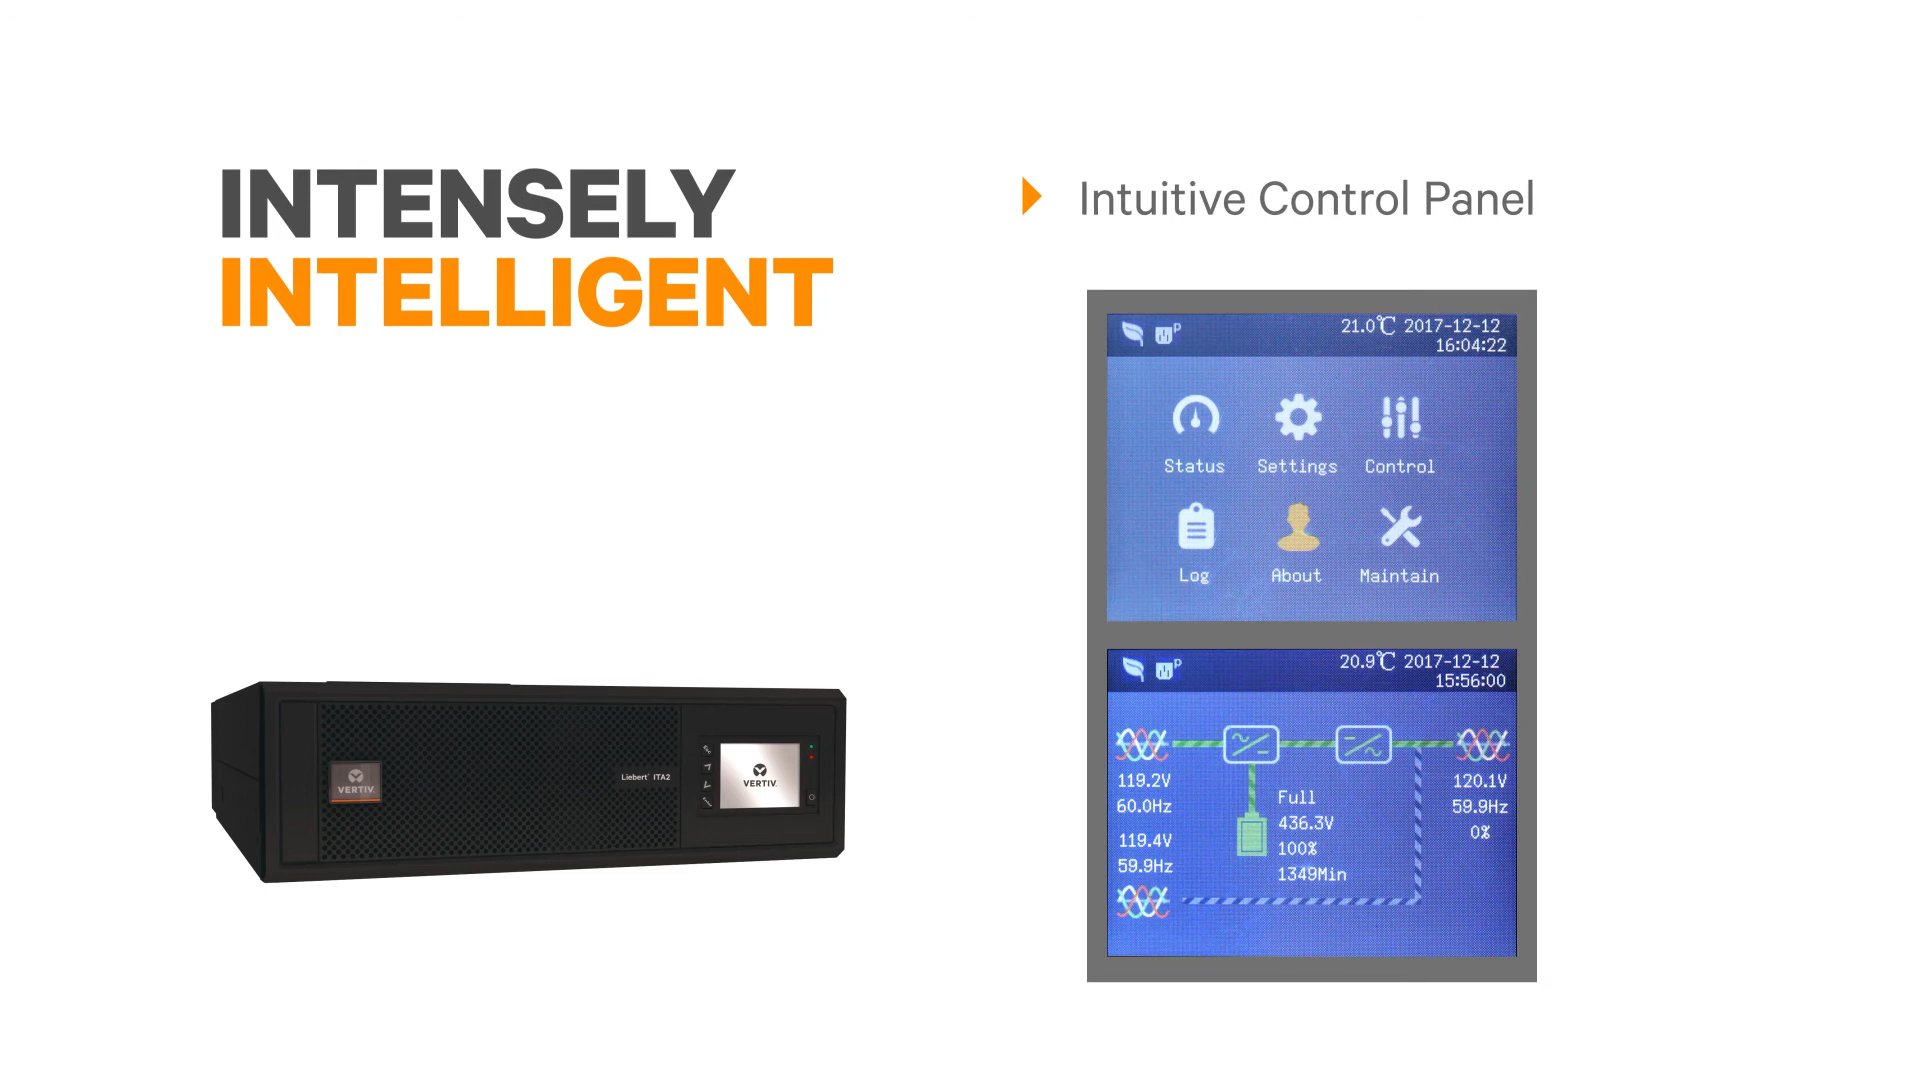 INTENSELY
INTELLIGENT
Intuitive Control Panel
P
21.0℃ 2017-12-12
16:04:22
Status Settings Control
Log About Maintain
P
20.9℃ 2017-12-12
15:56:00
119.2V
60.0Hz
119.4V
59.9Hz
Full
436.3V
100%
1349Min
120.1V
59.9Hz
0%
VERTIV
Liebert® ITA2
VERTIV